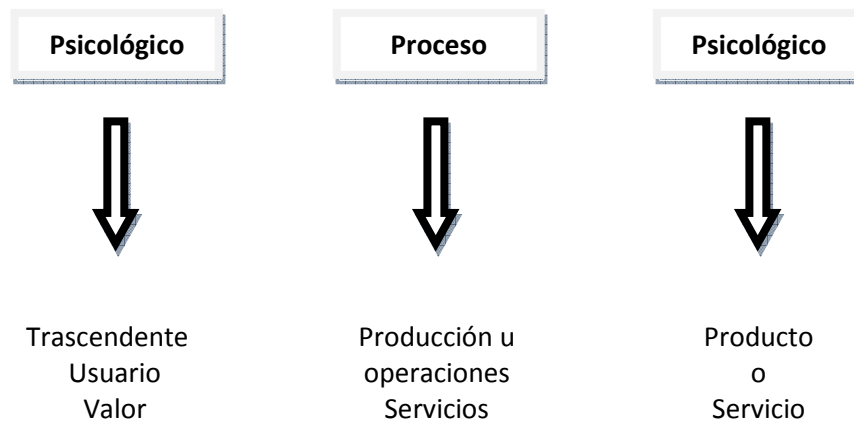 Psicológico
Proceso
Psicológico
Trascendente
Usuario
Valor
Producción u
operaciones
Servicios
Producto
o
Servicio